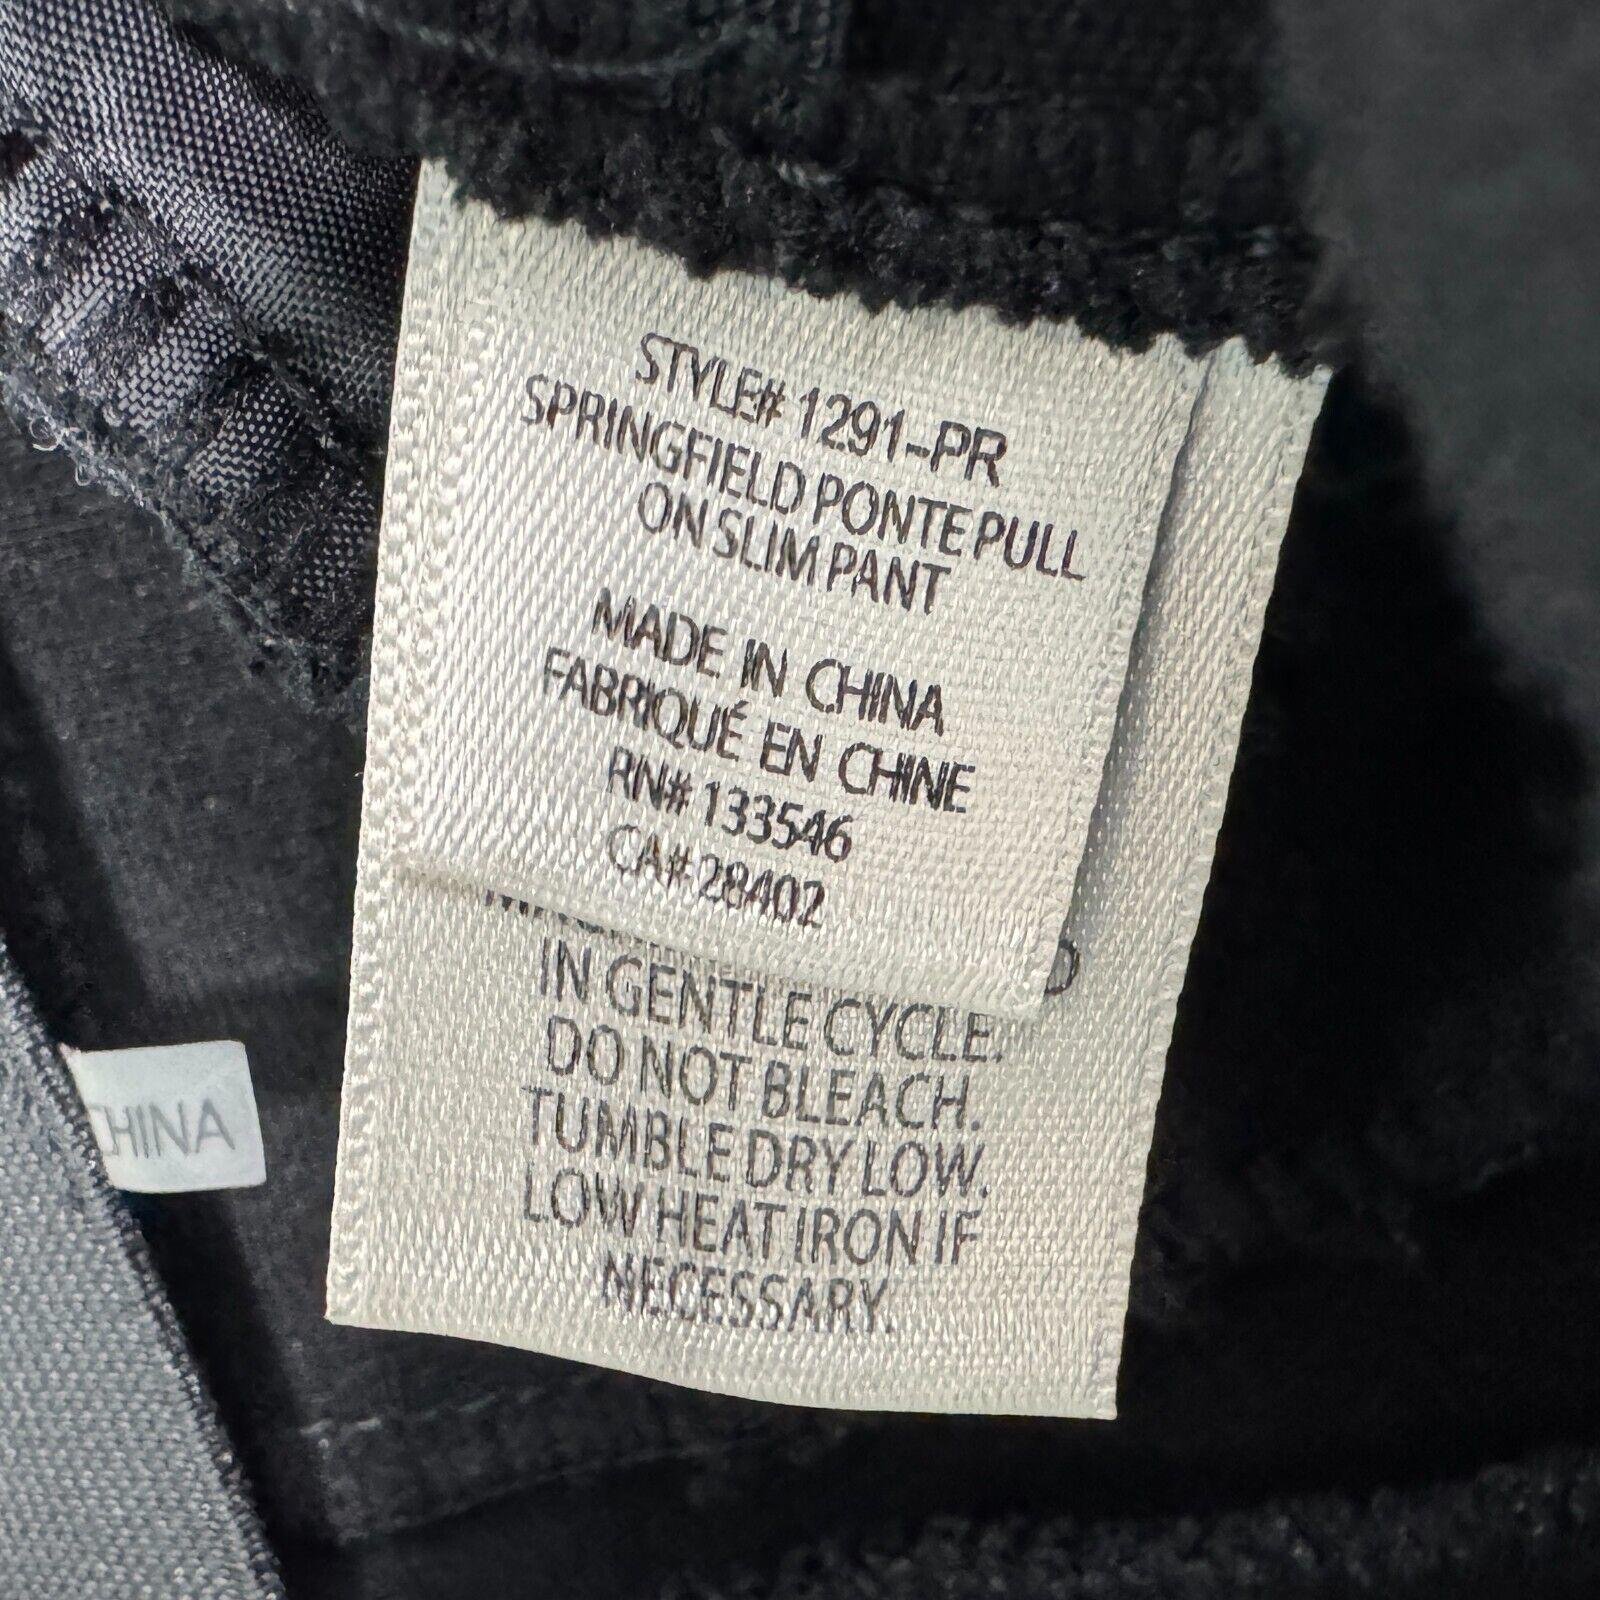 STYLE# 1291-PR
SPRINGFIELD PONTE PULL
ON SLIM PANT
MADE IN CHINA
FABRIQUÉ EN CHINE
RN# 133546
CA# 28402
IN GENTLE CYCLE.
DO NOT BLEACH.
TUMBLE DRY LOW.
LOW HEAT IRON IF
NECESSARY.
CHINA